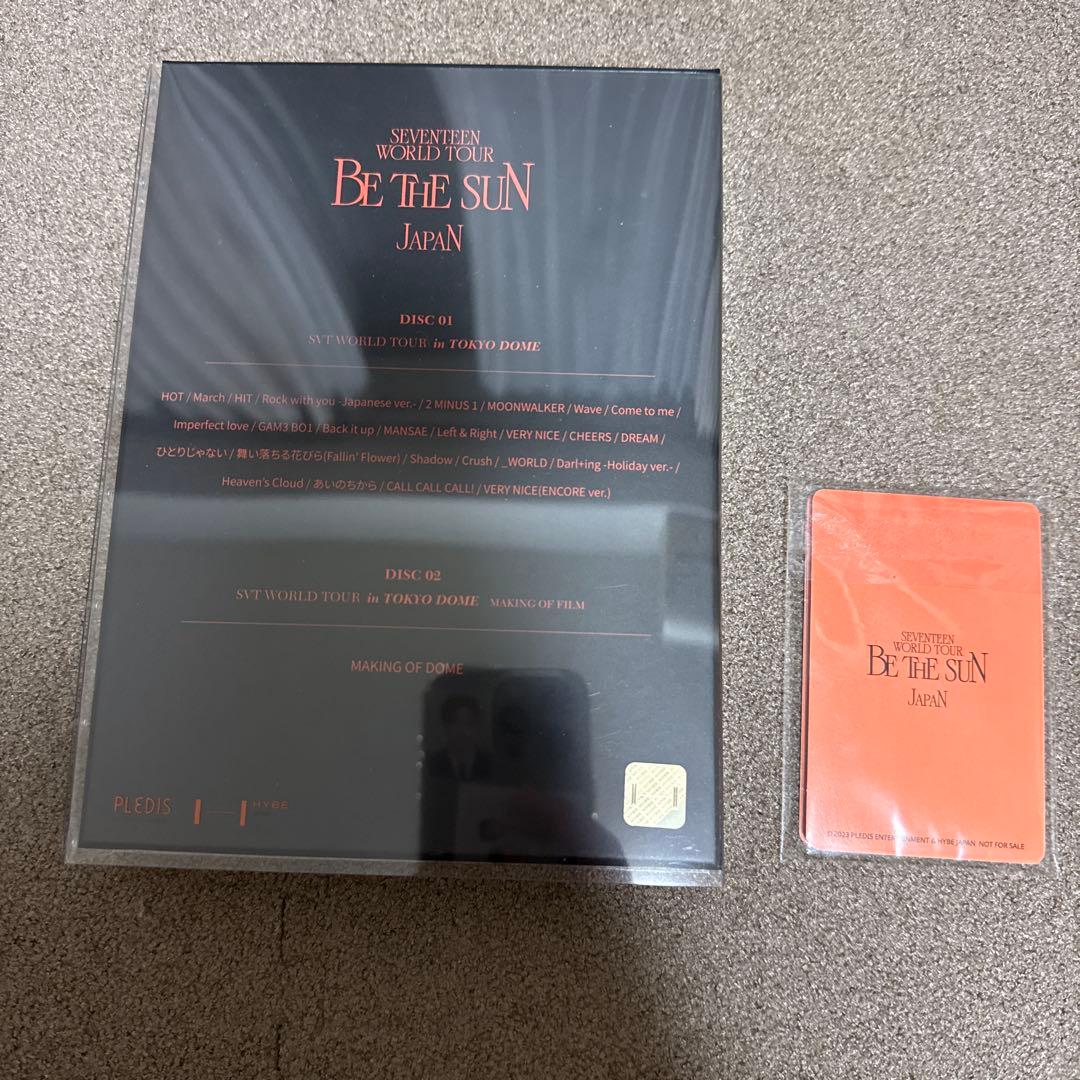 SEVENTEEN
WORLD TOUR
BE THE SUN
JAPAN
DISC 01
SVT WORLD TOUR in TOKYO DOME
HOT / March / HIT / Rock with you -Japanese ver.- / 2 MINUS 1 / MOONWALKER / Wave / Come to me /
Imperfect love / GAM3 BO1 / Back it up / MANSAE / Left & Right / VERY NICE / CHEERS / DREAM /
ひとりじゃない / 舞い落ちる花びら(Fallin' Flower) / Shadow / Crush / _WORLD / Darl+ing -Holiday ver.- /
Heaven's Cloud / あいのちから / CALL CALL CALL! / VERY NICE(ENCORE ver.)
DISC 02
SVT WORLD TOUR in TOKYO DOME MAKING OF FILM
MAKING OF DOME
PLEDIS
HYBE
SEVENTEEN
WORLD TOUR
BE THE SUN
JAPAN
© 2023 PLEDIS ENTERTAINMENT & HYBE JAPAN NOT FOR SALE